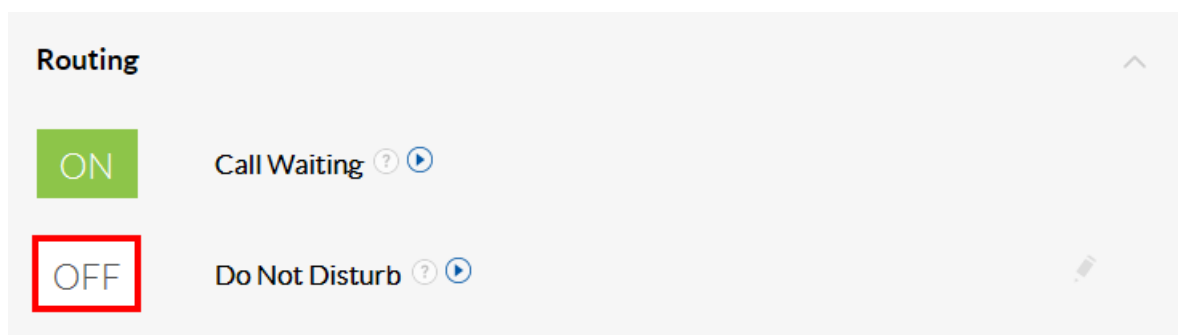 Routing
ON Call Waiting ?
OFF Do Not Disturb ?